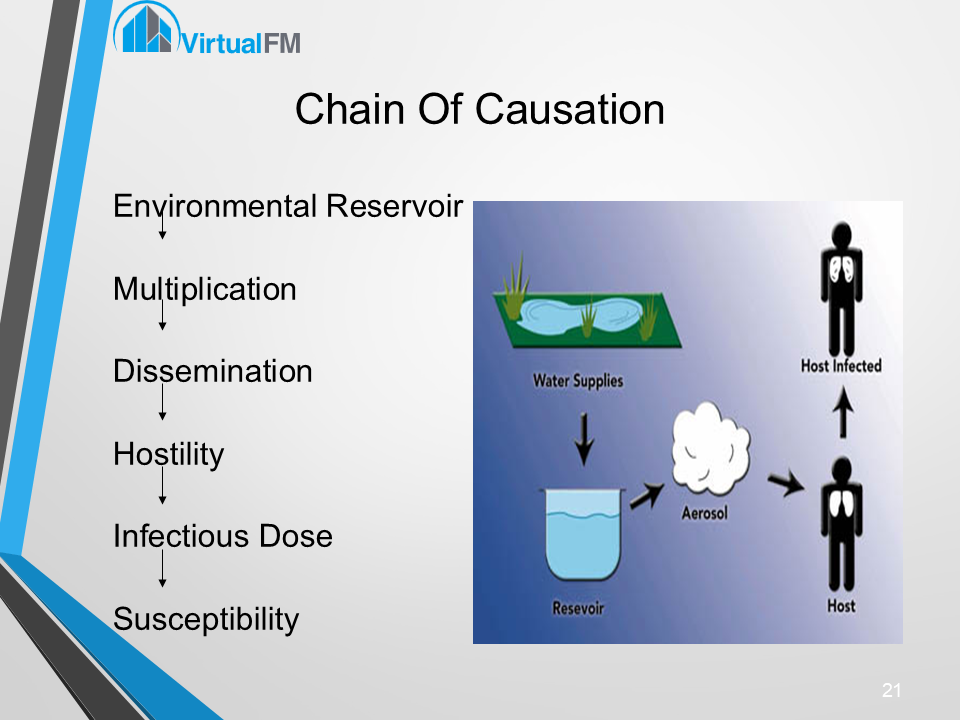 VirtualFM
Chain Of Causation
Environmental Reservoir
Multiplication
Dissemination
Hostility
Infectious Dose
Susceptibility
Water Supplies
Resevoir
Aerosol
Host Infected
Host
21